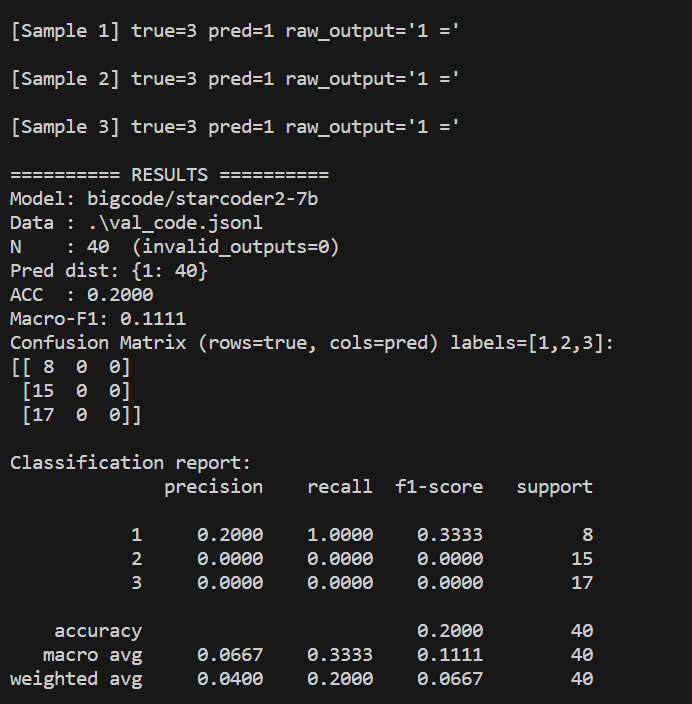 [Sample 1] true=3 pred=1 raw_output='1 ='
[Sample 2] true=3 pred=1 raw_output='1 ='
[Sample 3] true=3 pred=1 raw_output='1 ='
========== RESULTS ==========
Model: bigcode/starcoder2-7b
Data : .\val_code.jsonl
N    : 40  (invalid_outputs=0)
Pred dist: {1: 40}
ACC  : 0.2000
Macro-F1: 0.1111
Confusion Matrix (rows=true, cols=pred) labels=[1,2,3]:
[[ 8  0  0]
 [15  0  0]
 [17  0  0]]
Classification report:
              precision    recall  f1-score   support
           1     0.2000    1.0000    0.3333         8
           2     0.0000    0.0000    0.0000        15
           3     0.0000    0.0000    0.0000        17
    accuracy                         0.2000        40
   macro avg     0.0667    0.3333    0.1111        40
weighted avg     0.0400    0.2000    0.0667        40